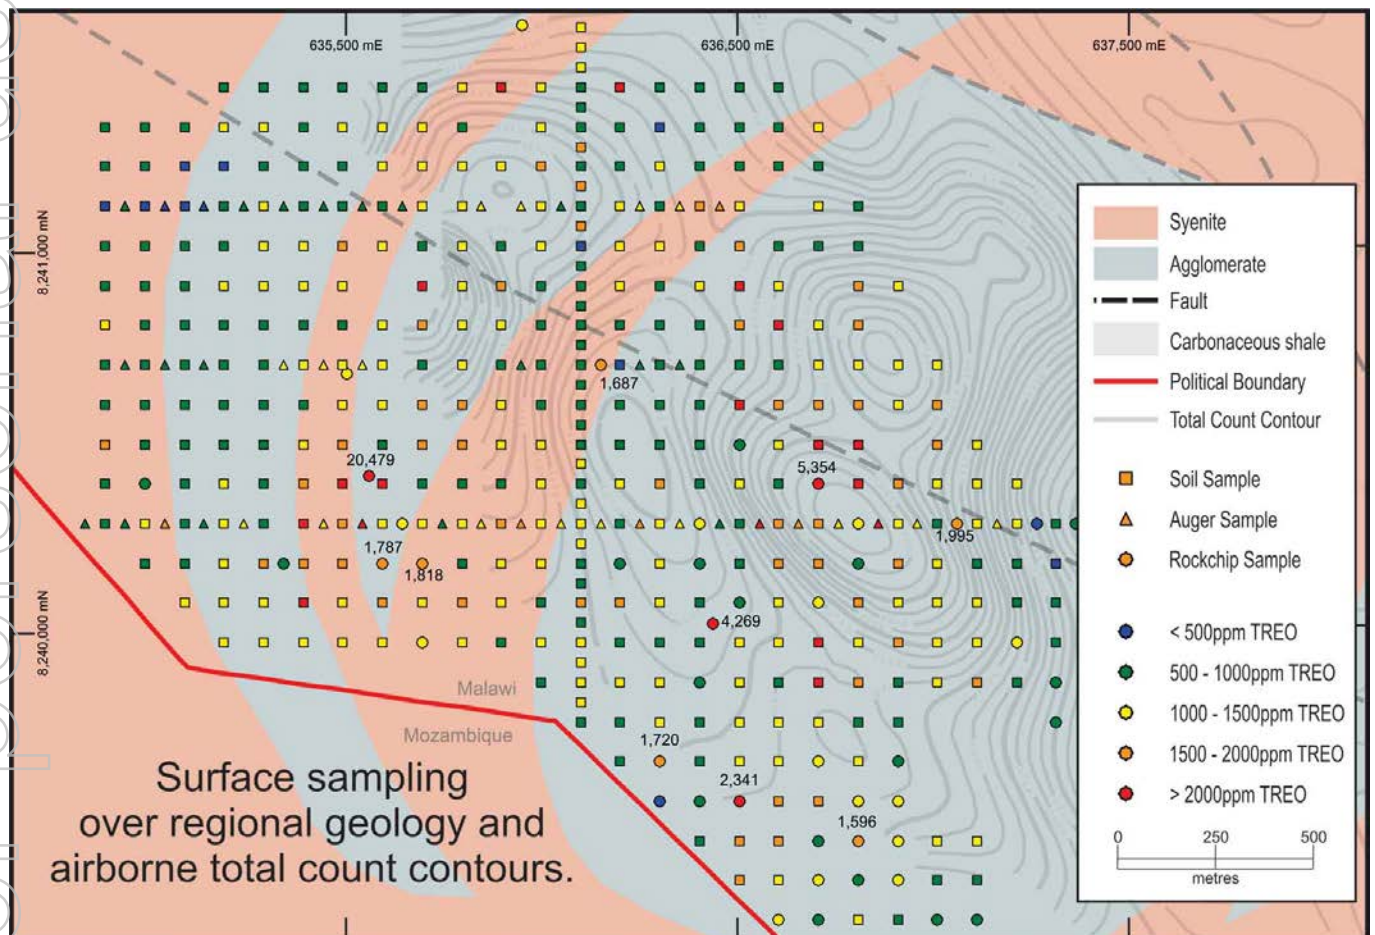 635,500 mE
636,500 mE
637,500 mE
8,241,000 mN
8,240,000 mN
Syenite
Agglomerate
Fault
Carbonaceous shale
Political Boundary
Total Count Contour
Soil Sample
Auger Sample
Rockchip Sample
< 500ppm TREO
500 - 1000ppm TREO
1000 - 1500ppm TREO
1500 - 2000ppm TREO
> 2000ppm TREO
0 250 500
metres
1,687
20,479
5,354
1,995
1,787
1,818
4,269
Malawi
Mozambique
1,720
2,341
1,596
Surface sampling
over regional geology and
airborne total count contours.